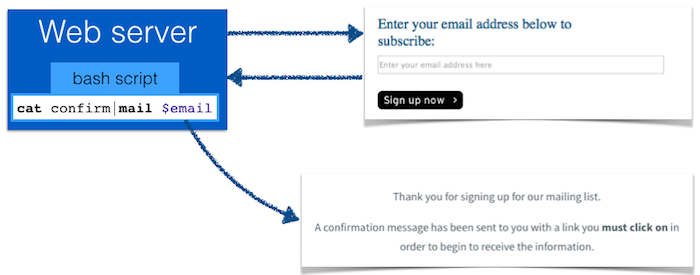 Web server
bash script
cat confirm|mail $email
Enter your email address below to
subscribe:
Enter your email address here
Sign up now >
Thank you for signing up for our mailing list.
A confirmation message has been sent to you with a link you must click on in
order to begin to receive the information.